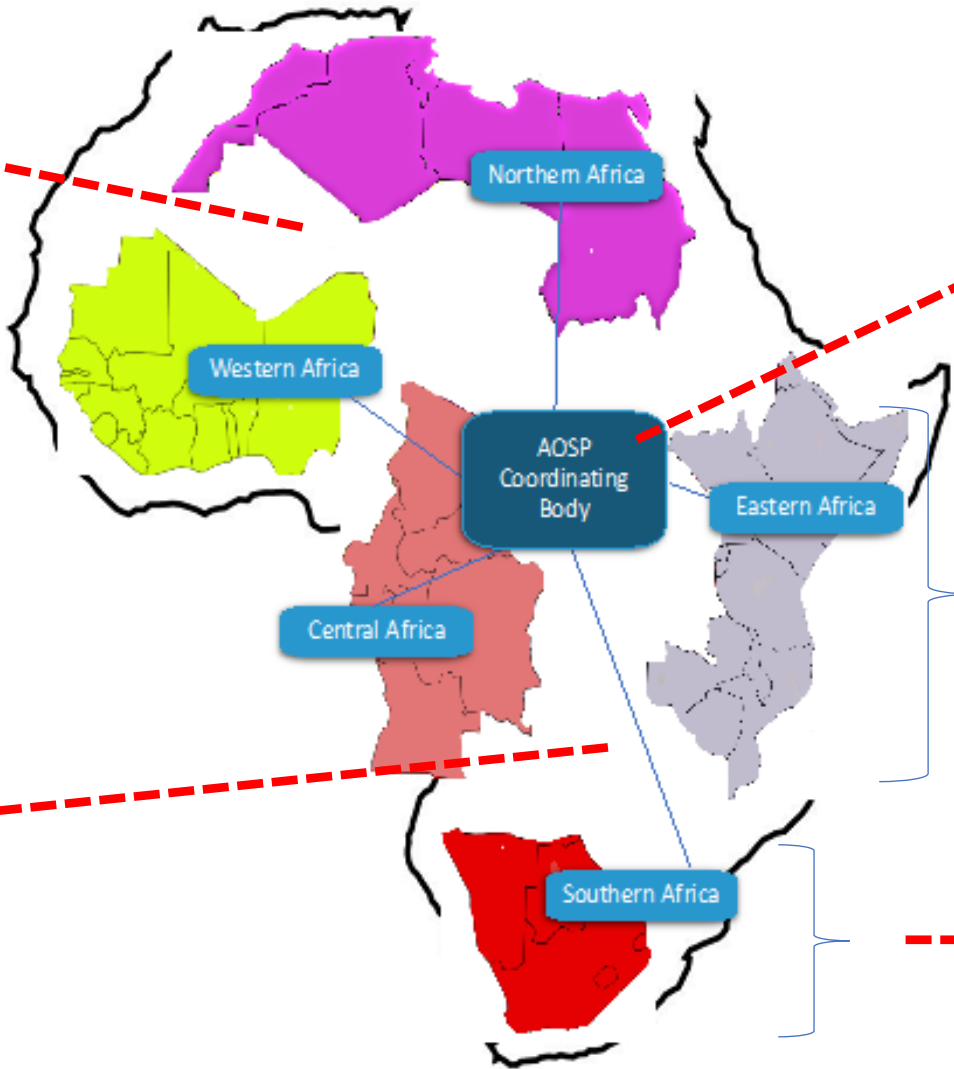 Northern Africa
Western Africa
AOSP
Coordinating
Body
Eastern Africa
Central Africa
Southern Africa